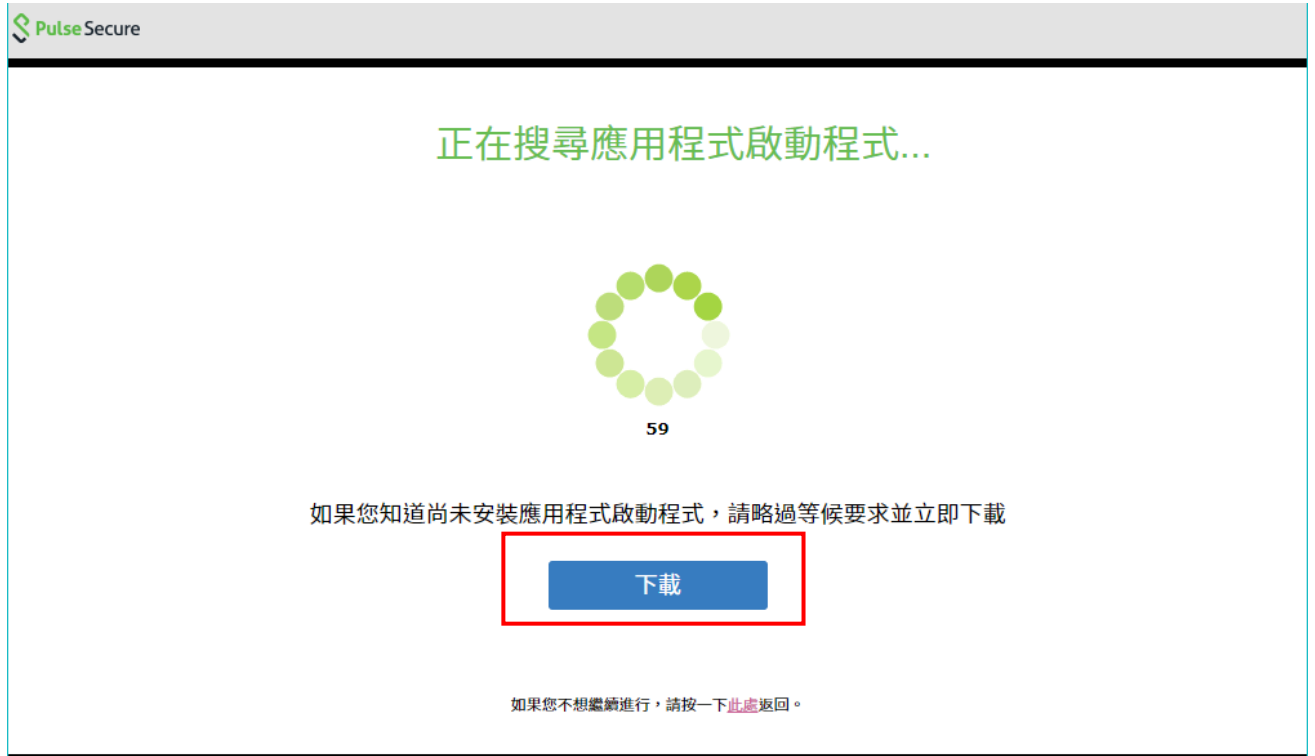 Pulse Secure
正在搜尋應用程式啟動程式...
59
如果您知道尚未安裝應用程式啟動程式，請略過等候要求並立即下載
下載
如果您不想繼續進行，請按一下此處返回。